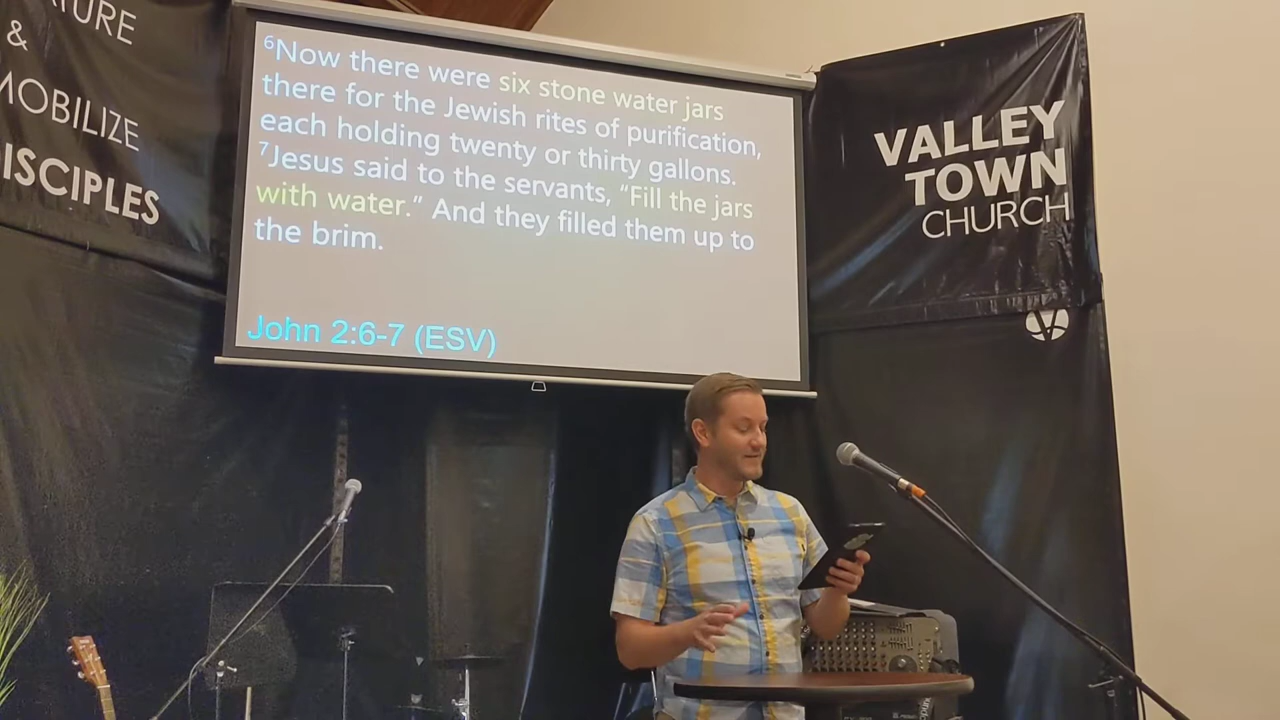 &
MOBILIZE
DISCIPLES
⁶Now there were six stone water jars
there for the Jewish rites of purification,
each holding twenty or thirty gallons.
⁷Jesus said to the servants, “Fill the jars
with water.” And they filled them up to
the brim.
John 2:6-7 (ESV)
VALLEY
TOWN
CHURCH